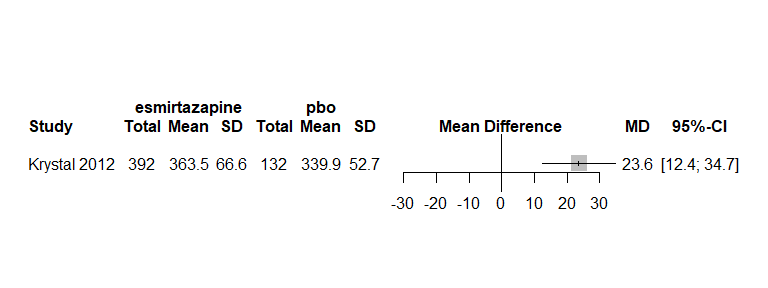 esmirtazapine pbo
Study Total Mean SD Total Mean SD Mean Difference MD 95%-CI
Krystal 2012 392 363.5 66.6 132 339.9 52.7 23.6 [12.4; 34.7]
-30 -20 -10 0 10 20 30